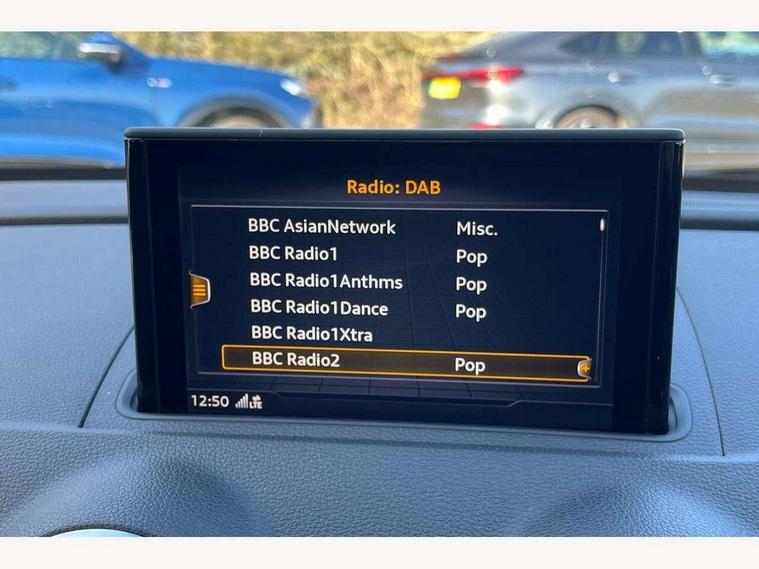 Radio: DAB
BBC AsianNetwork Misc.
BBC Radio1 Pop
BBC Radio1Anthms Pop
BBC Radio1Dance Pop
BBC Radio1Xtra
BBC Radio2 Pop
12:50 LTE